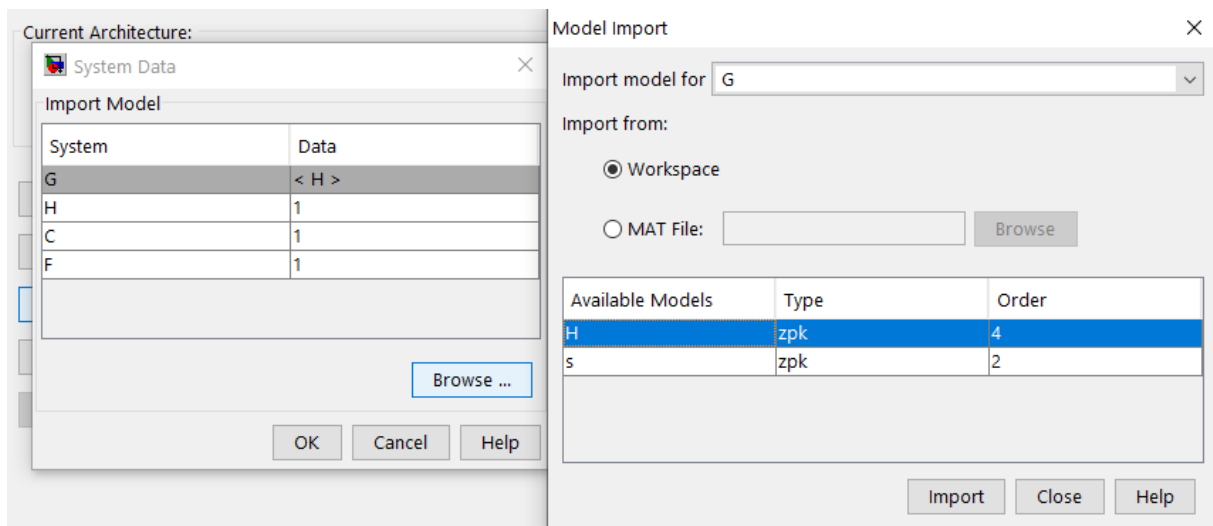 Current Architecture:
System Data
Import Model
System Data
G < H >
H 1
C 1
F 1
Browse ...
OK Cancel Help
Model Import
Import model for G
Import from:
Workspace
MAT File: Browse
Available Models Type Order
H zpk 4
s zpk 2
Import Close Help